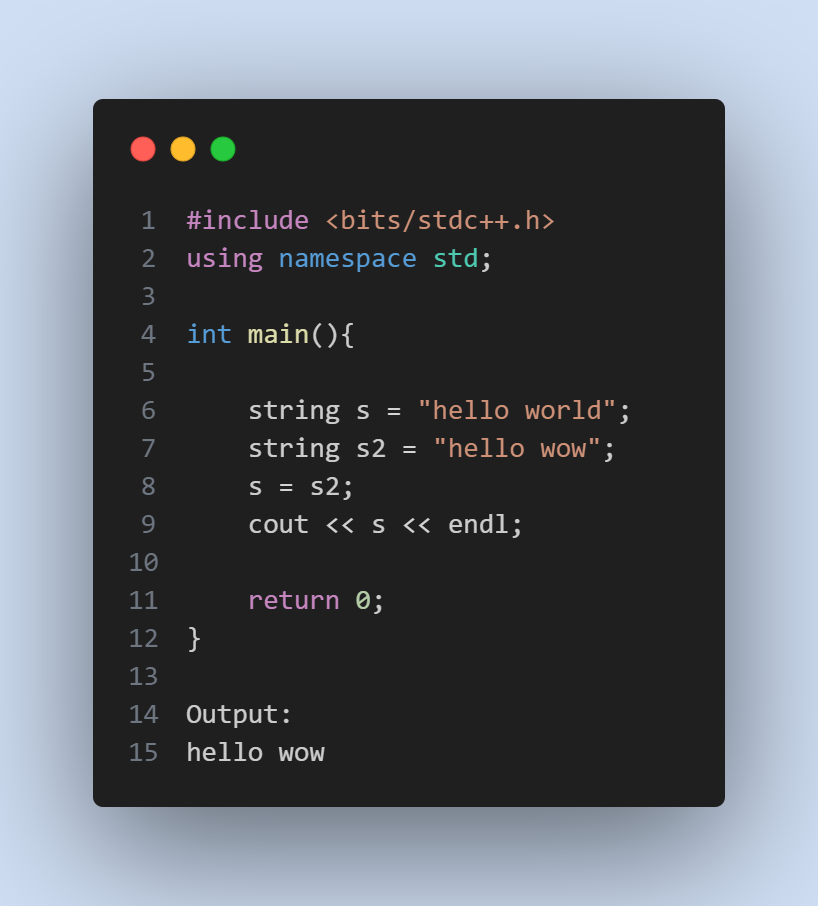 1 #include <bits/stdc++.h>
2 using namespace std;
3
4 int main(){
5
6     string s = "hello world";
7     string s2 = "hello wow";
8     s = s2;
9     cout << s << endl;
10
11     return 0;
12 }
13
14 Output:
15 hello wow